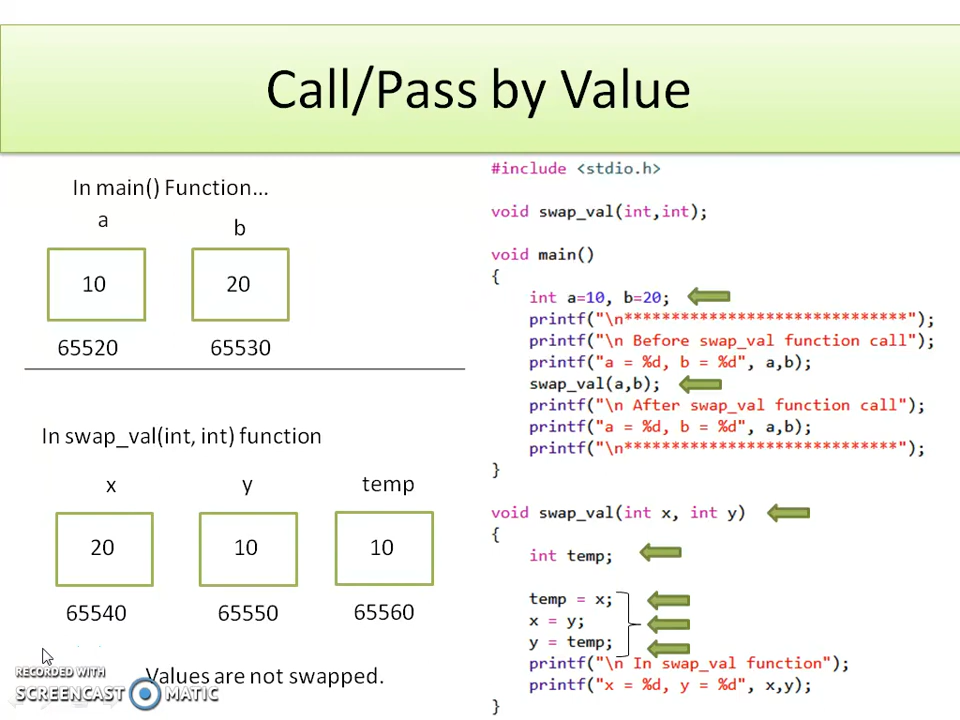 Call/Pass by Value
In main() Function...
a
b
10
20
65520
65530
In swap_val(int, int) function
x
y
temp
20
10
10
65540
65550
65560
Values are not swapped.
#include <stdio.h>
void swap_val(int,int);
void main()
{
int a=10, b=20;
printf("\n******************************");
printf("\n Before swap_val function call");
printf("a = %d, b = %d", a,b);
swap_val(a,b);
printf("\n After swap_val function call");
printf("a = %d, b = %d", a,b);
printf("\n*****************************");
}
void swap_val(int x, int y)
{
int temp;
temp = x;
x = y;
y = temp;
printf("\n In swap_val function");
printf("x = %d, y = %d", x,y);
}
RECORDED WITH
SCREENCAST MATIC